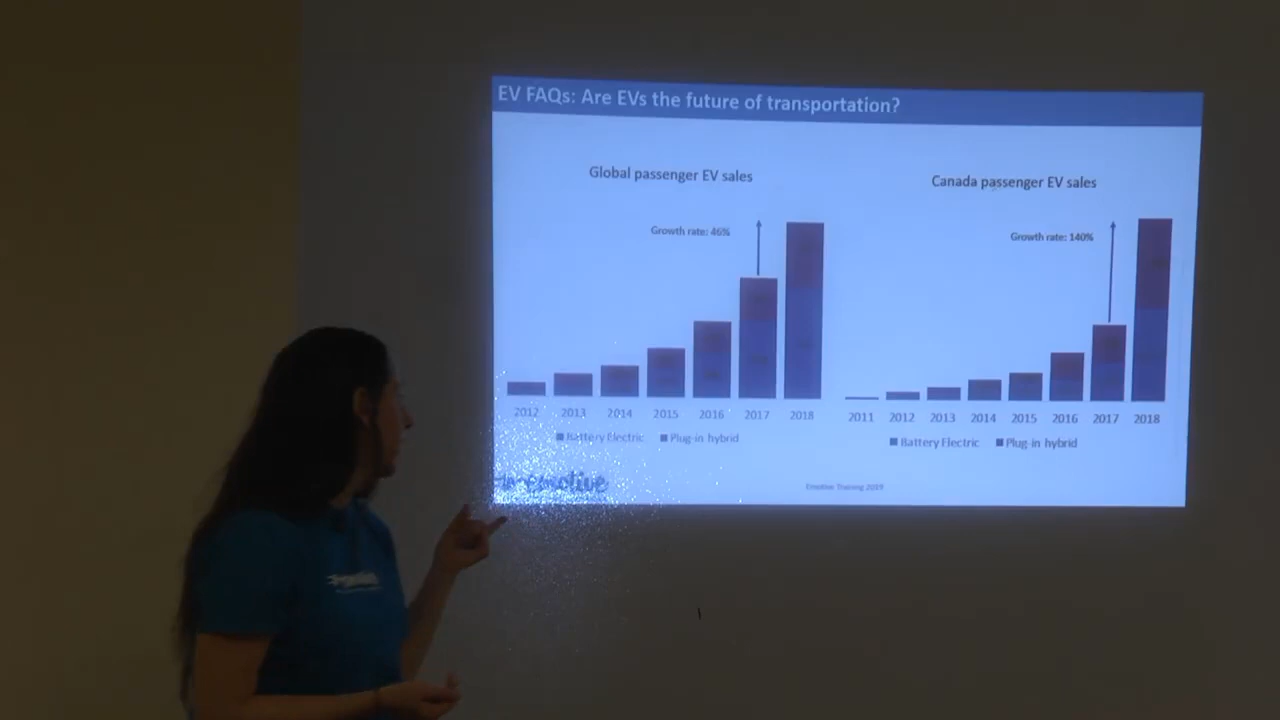 EV FAQs: Are EVs the future of transportation?
Global passenger EV sales
Growth rate: 46%
2012 2013 2014 2015 2016 2017 2018
Battery Electric Plug-in hybrid
Canada passenger EV sales
Growth rate: 140%
2011 2012 2013 2014 2015 2016 2017 2018
Battery Electric Plug-in hybrid
emotive
Emotive Training 2019